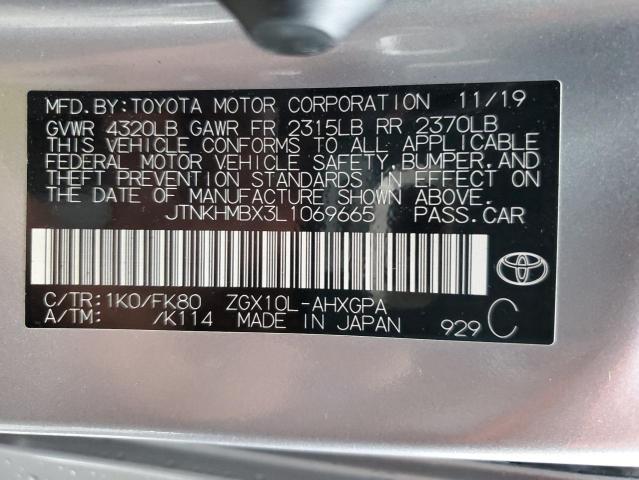 MFD.BY:TOYOTA MOTOR CORPORATION 11/19
GVWR 4320LB GAWR FR 2315LB RR 2370LB
THIS VEHICLE CONFORMS TO ALL APPLICABLE
FEDERAL MOTOR VEHICLE SAFETY,BUMPER,AND
THEFT PREVENTION STANDARDS IN EFFECT ON
THE DATE OF MANUFACTURE SHOWN ABOVE.
JTNKHMBX3L1069665 PASS.CAR
C/TR:1K0/FK80 ZGX10L-AHXGPA
A/TM: /K114 MADE IN JAPAN 929 C